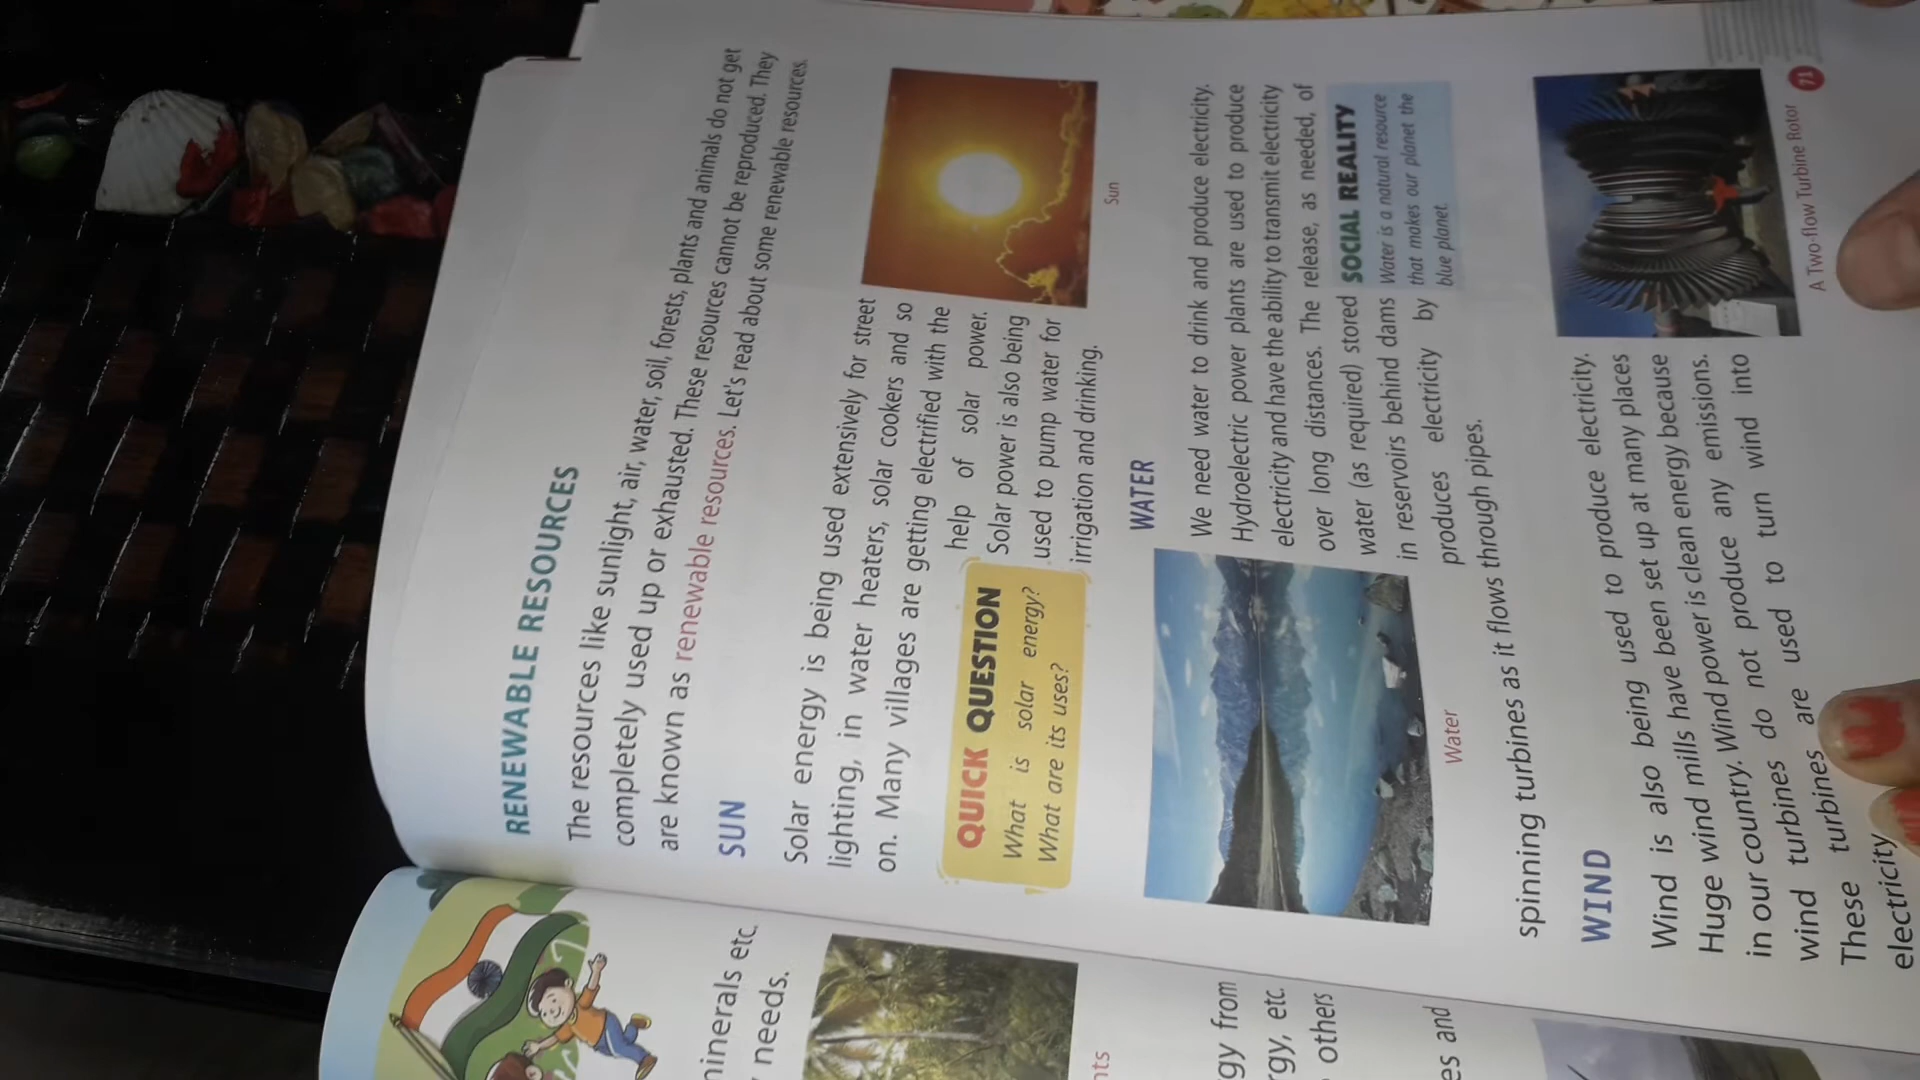 RENEWABLE RESOURCES
The resources like sunlight, air, water, soil, forests, plants and animals do not get
completely used up or exhausted. These resources cannot be reproduced. They
are known as renewable resources. Let's read about some renewable resources.
SUN
Solar energy is being used extensively for street
lighting, in water heaters, solar cookers and so
on. Many villages are getting electrified with the
help of solar power.
Solar power is also being
used to pump water for
irrigation and drinking.
QUICK QUESTION
What is solar energy?
What are its uses?
Sun
WATER
We need water to drink and produce electricity.
Hydroelectric power plants are used to produce
electricity and have the ability to transmit electricity
over long distances. The release, as needed, of
water (as required) stored
in reservoirs behind dams
produces electricity by
spinning turbines as it flows through pipes.
SOCIAL REALITY
Water is a natural resource
that makes our planet the
blue planet.
Water
WIND
Wind is also being used to produce electricity.
Huge wind mills have been set up at many places
in our country. Wind power is clean energy because
wind turbines do not produce any emissions.
These turbines are used to turn wind into
electricity
A Two-flow Turbine Rotor
71
minerals etc.
needs.
nts
gy from
rgy, etc.
others
es and